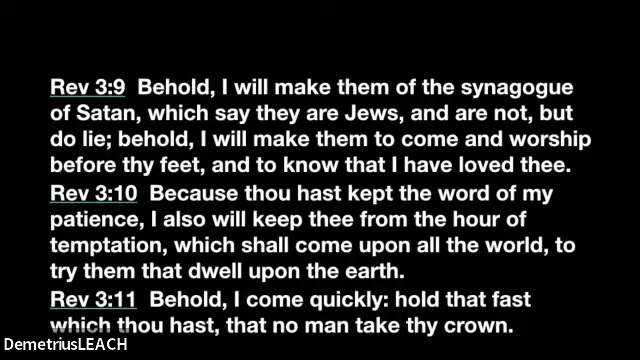 Rev 3:9 Behold, I will make them of the synagogue
of Satan, which say they are Jews, and are not, but
do lie; behold, I will make them to come and worship
before thy feet, and to know that I have loved thee.
Rev 3:10 Because thou hast kept the word of my
patience, I also will keep thee from the hour of
temptation, which shall come upon all the world, to
try them that dwell upon the earth.
Rev 3:11 Behold, I come quickly: hold that fast
which thou hast, that no man take thy crown.
DemetriusLEACH